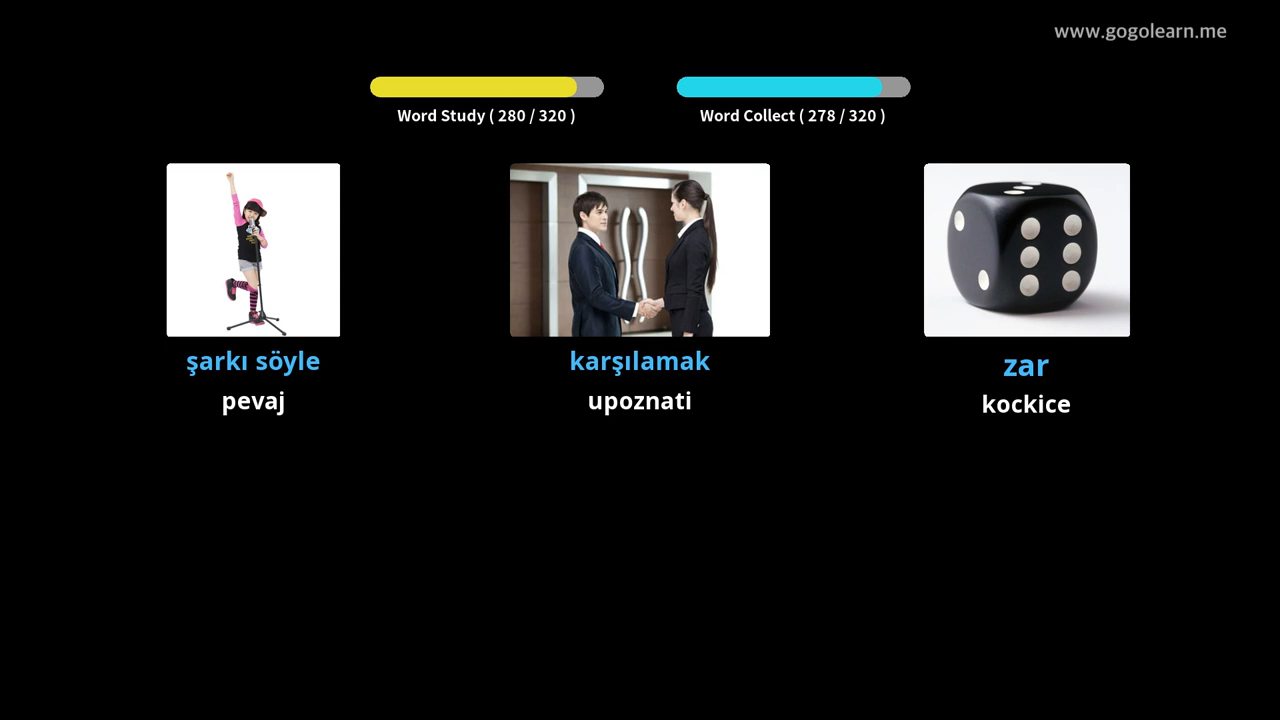 www.gogolearn.me
Word Study ( 280 / 320 )
Word Collect ( 278 / 320 )
şarkı söyle
pevaj
karşılamak
upoznati
zar
kockice